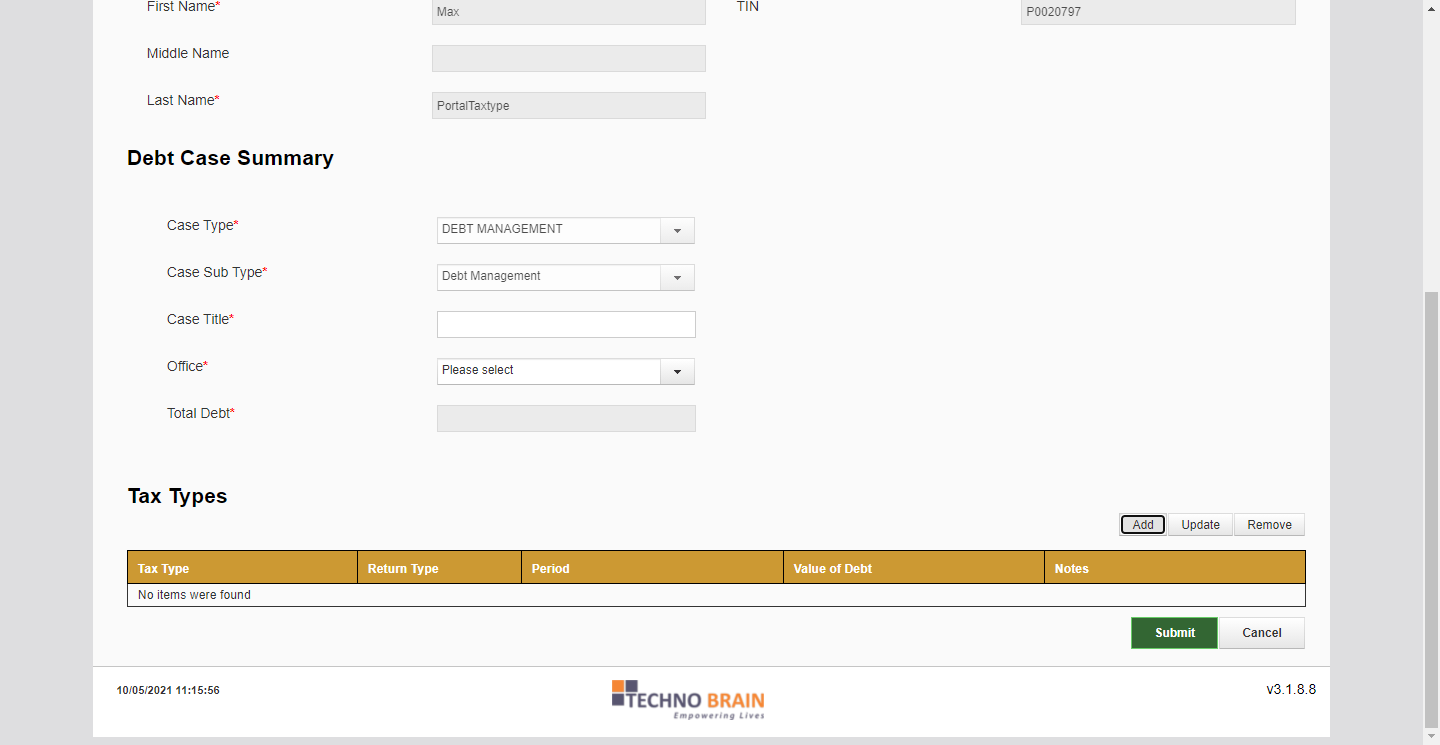 First Name* Max TIN P0020797
Middle Name
Last Name* PortalTaxtype
Debt Case Summary
Case Type* DEBT MANAGEMENT
Case Sub Type* Debt Management
Case Title*
Office* Please select
Total Debt*
Tax Types
Add Update Remove
Tax Type Return Type Period Value of Debt Notes
No items were found
Submit Cancel
10/05/2021 11:15:56 TECHNO BRAIN v3.1.8.8
Empowering Lives